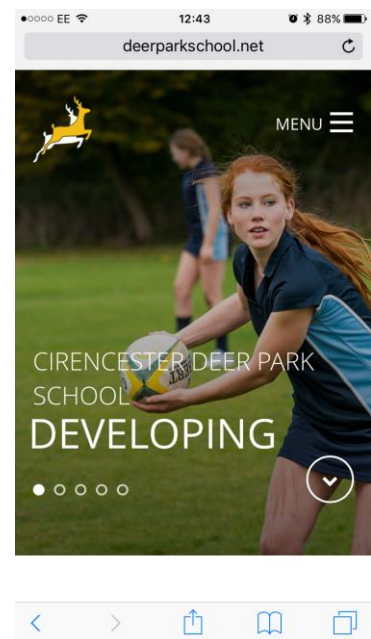 EE 12:43 88%
deerparkschool.net
MENU
CIRENCESTER DEER PARK
SCHOOL
DEVELOPING